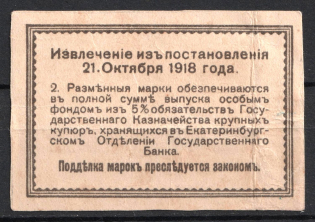 Извлеченіе изъ постановленія
21. Октября 1918 года.
2. Размѣнныя марки обезпечиваются
въ полной суммѣ выпуска особымъ
фондомъ изъ 5% обязательствъ Госу-
дарственнаго Казначейства крупныхъ
купюръ, хранящихся въ Екатеринбург-
скомъ Отдѣленіи Государственнаго
Банка.
Поддѣлка марокъ преслѣдуется закономъ.